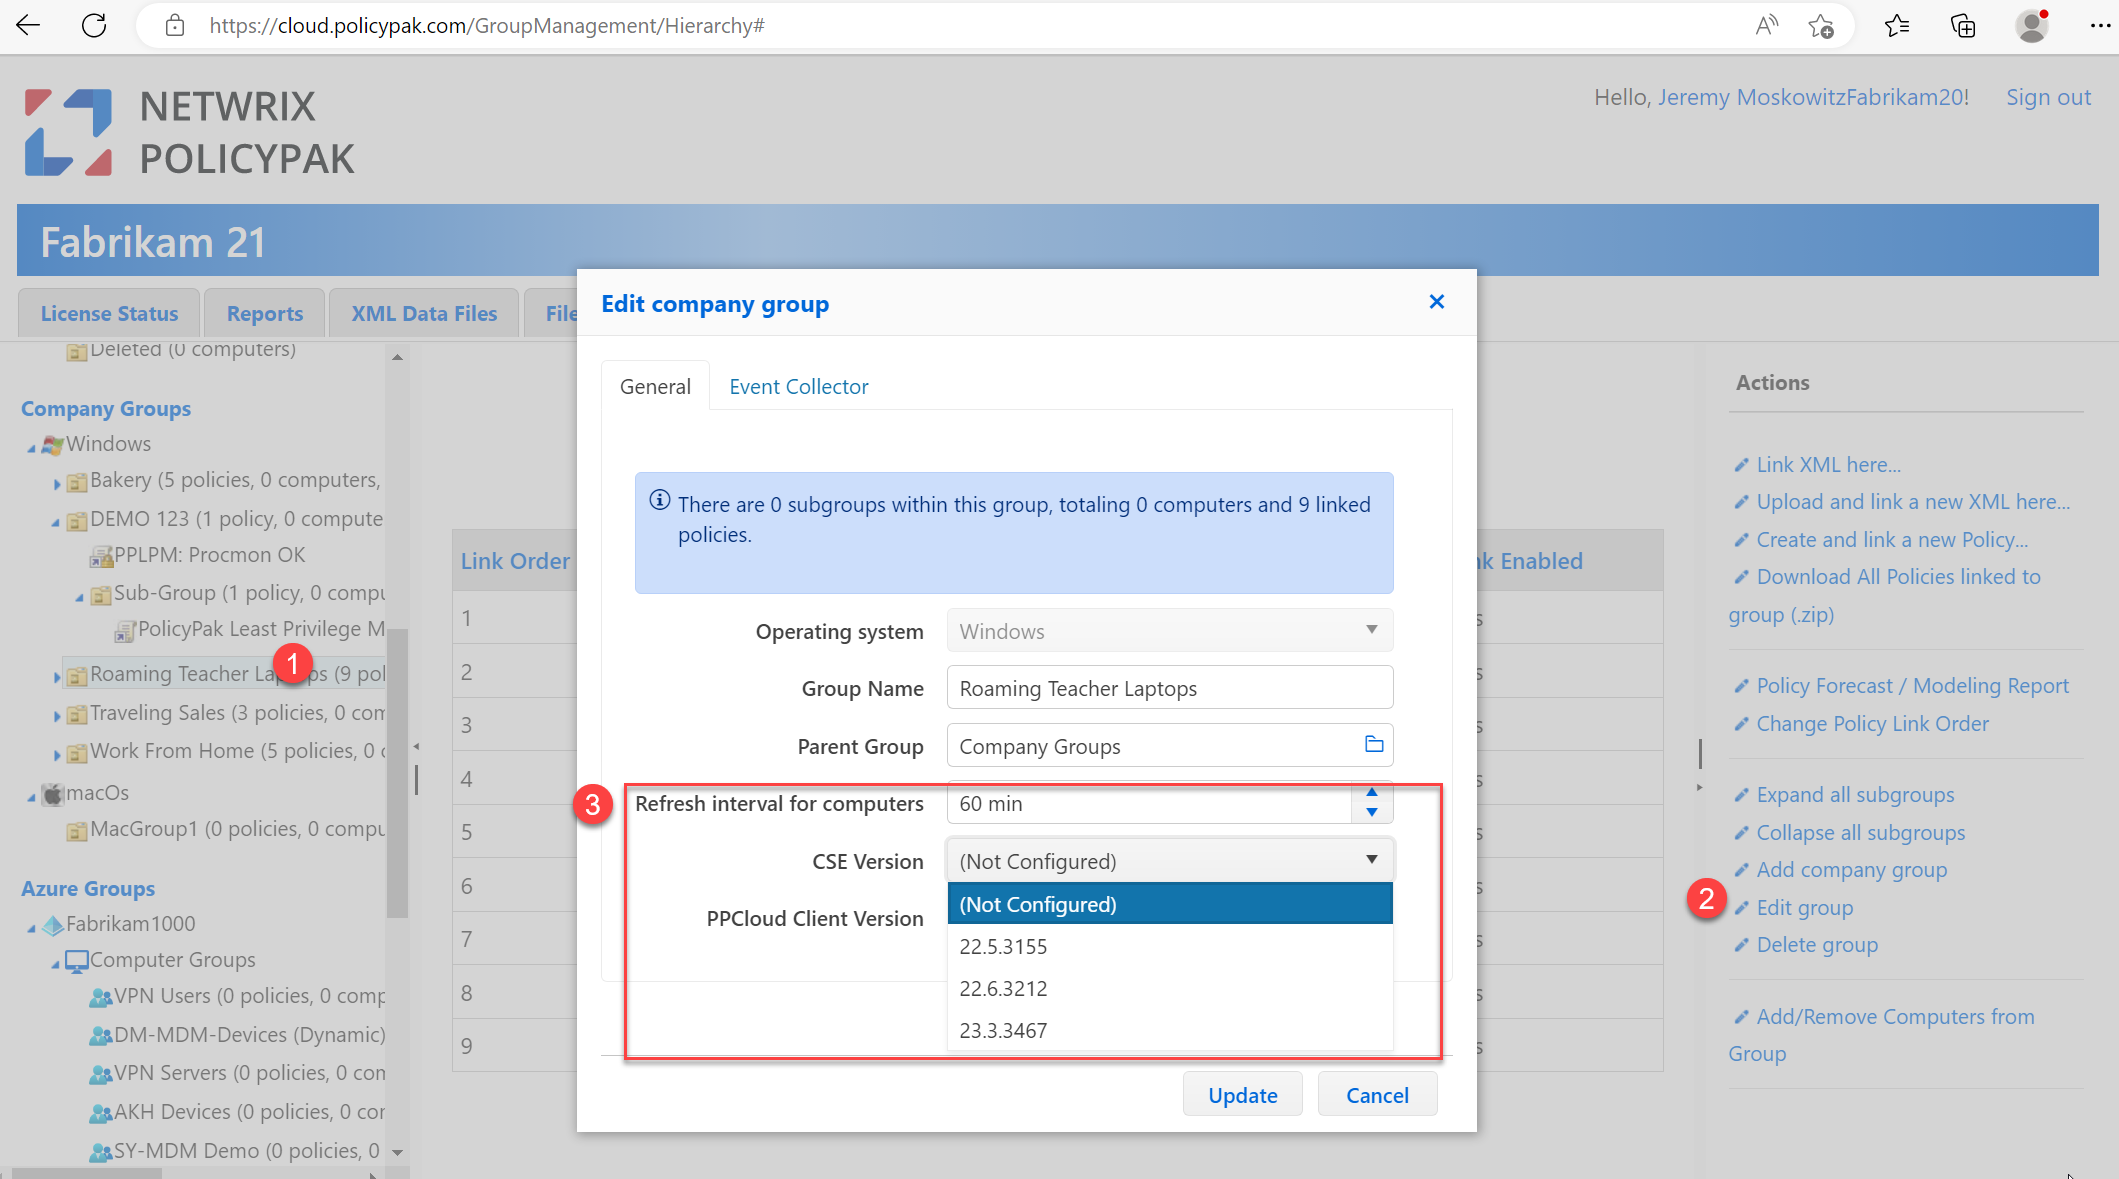 https://cloud.policypak.com/GroupManagement/Hierarchy#
NETWRIX
POLICYPAK
Hello, Jeremy MoskowitzFabrikam20!
Sign out
Fabrikam 21
License Status
Reports
XML Data Files
File
Deleted (0 computers)
Company Groups
Windows
Bakery (5 policies, 0 computers,
DEMO 123 (1 policy, 0 compute
PPLPM: Procmon OK
Sub-Group (1 policy, 0 compu
PolicyPak Least Privilege M
1
Roaming Teacher La ps (9 pol
Traveling Sales (3 policies, 0 com
Work From Home (5 policies, 0 c
macOs
MacGroup1 (0 policies, 0 compu
Azure Groups
Fabrikam1000
Computer Groups
VPN Users (0 policies, 0 comp
DM-MDM-Devices (Dynamic)
VPN Servers (0 policies, 0 con
AKH Devices (0 policies, 0 cor
SY-MDM Demo (0 policies, 0
Link Order
1
2
3
4
5
6
7
8
9
nk Enabled
s
s
s
s
s
s
s
s
s
Edit company group
General
Event Collector
There are 0 subgroups within this group, totaling 0 computers and 9 linked
policies.
Operating system
Windows
Group Name
Roaming Teacher Laptops
Parent Group
Company Groups
3
Refresh interval for computers
60 min
CSE Version
(Not Configured)
(Not Configured)
PPCloud Client Version
22.5.3155
22.6.3212
23.3.3467
Update
Cancel
Actions
Link XML here...
Upload and link a new XML here...
Create and link a new Policy...
Download All Policies linked to
group (.zip)
Policy Forecast / Modeling Report
Change Policy Link Order
Expand all subgroups
Collapse all subgroups
Add company group
2
Edit group
Delete group
Add/Remove Computers from
Group